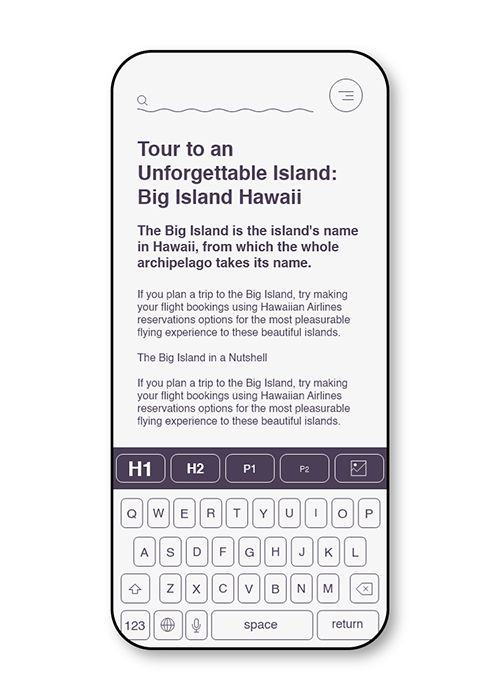 Tour to an
Unforgettable Island:
Big Island Hawaii
The Big Island is the island's name
in Hawaii, from which the whole
archipelago takes its name.
If you plan a trip to the Big Island, try making
your flight bookings using Hawaiian Airlines
reservations options for the most pleasurable
flying experience to these beautiful islands.
The Big Island in a Nutshell
If you plan a trip to the Big Island, try making
your flight bookings using Hawaiian Airlines
reservations options for the most pleasurable
flying experience to these beautiful islands.
H1 H2 P1 P2
Q W E R T Y U I O P
A S D F G H J K L
Z X C V B N M
123 space return